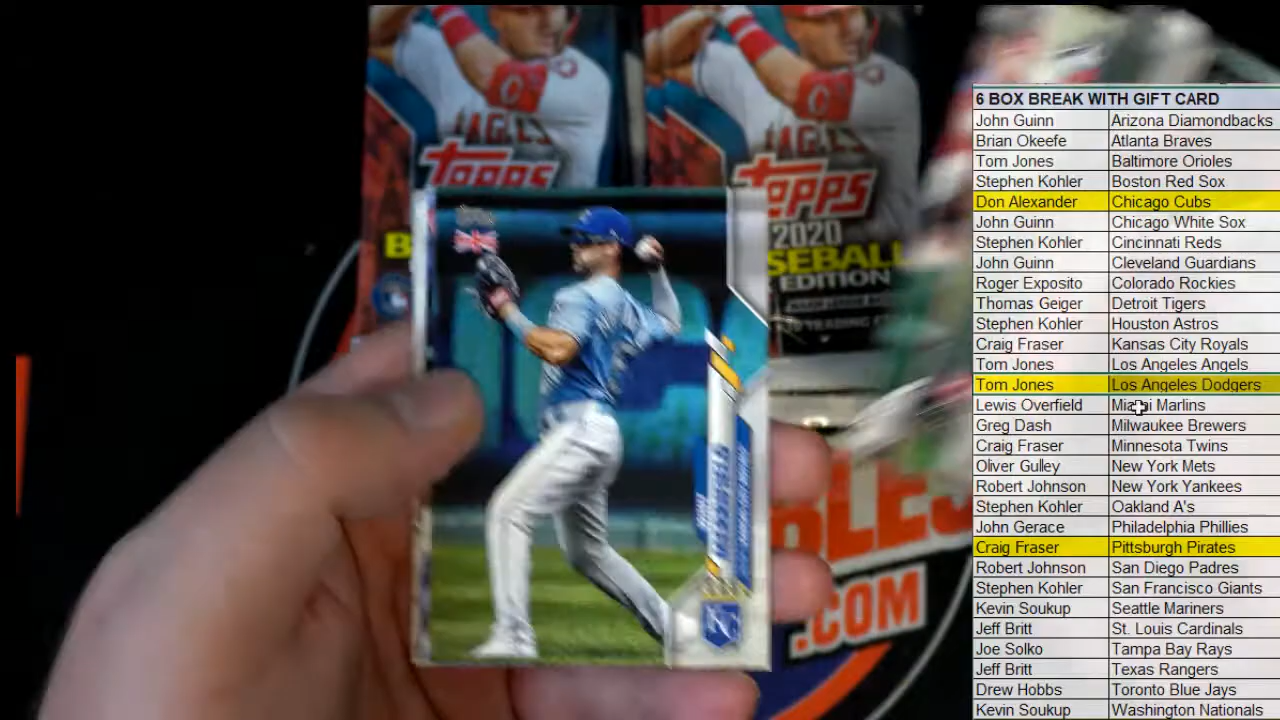 TOPPS
TOPPS
2020
EDITION
KC
.COM
6 BOX BREAK WITH GIFT CARD
John Guinn Arizona Diamondbacks
Brian Okeefe Atlanta Braves
Tom Jones Baltimore Orioles
Stephen Kohler Boston Red Sox
Don Alexander Chicago Cubs
John Guinn Chicago White Sox
Stephen Kohler Cincinnati Reds
John Guinn Cleveland Guardians
Roger Exposito Colorado Rockies
Thomas Geiger Detroit Tigers
Stephen Kohler Houston Astros
Craig Fraser Kansas City Royals
Tom Jones Los Angeles Angels
Tom Jones Los Angeles Dodgers
Lewis Overfield Miami Marlins
Greg Dash Milwaukee Brewers
Craig Fraser Minnesota Twins
Oliver Gulley New York Mets
Robert Johnson New York Yankees
Stephen Kohler Oakland A's
John Gerace Philadelphia Phillies
Craig Fraser Pittsburgh Pirates
Robert Johnson San Diego Padres
Stephen Kohler San Francisco Giants
Kevin Soukup Seattle Mariners
Jeff Britt St. Louis Cardinals
Joe Solko Tampa Bay Rays
Jeff Britt Texas Rangers
Drew Hobbs Toronto Blue Jays
Kevin Soukup Washington Nationals